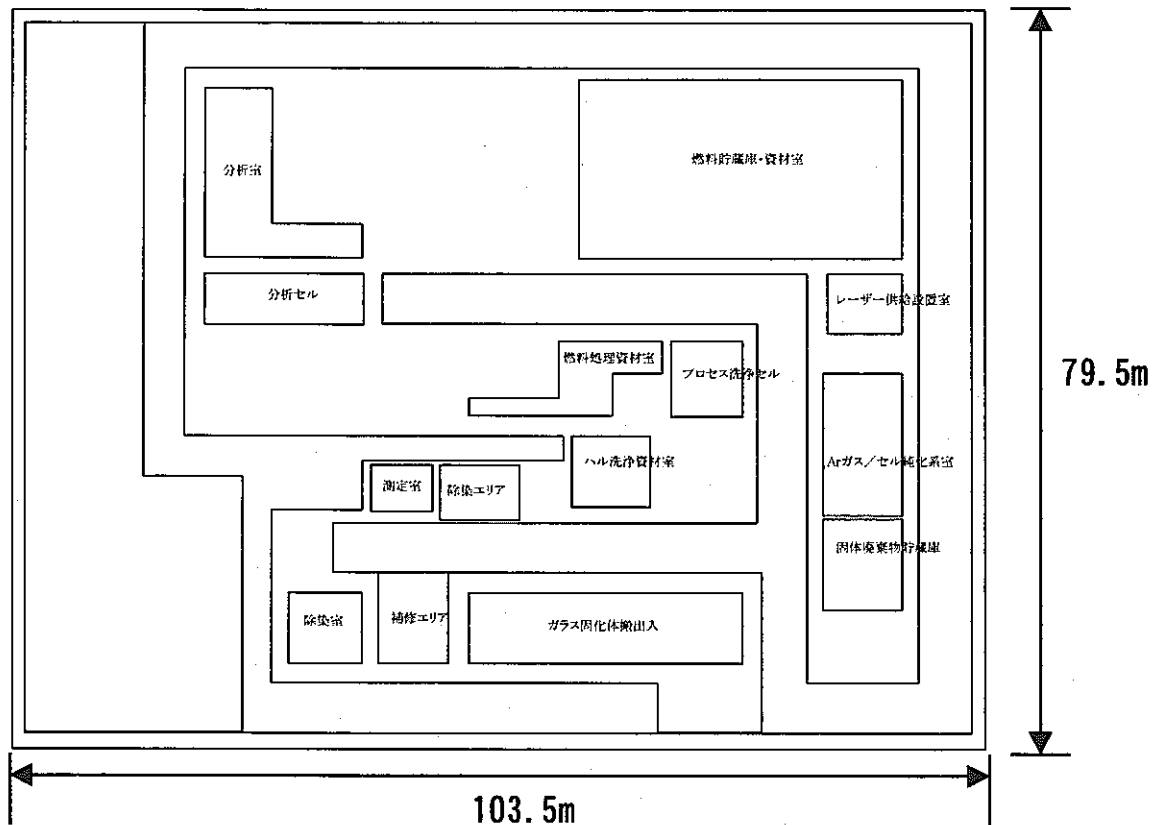 分析室
燃料貯蔵庫・資材室
分析セル
レーザー供給設置室
燃料処理資材室
プロセス洗浄セル
79.5m
ハル洗浄資材室
Arガス／セル純化系室
測定室
除染エリア
固体廃棄物貯蔵庫
除染室
補修エリア
ガラス固化体搬出入
103.5m